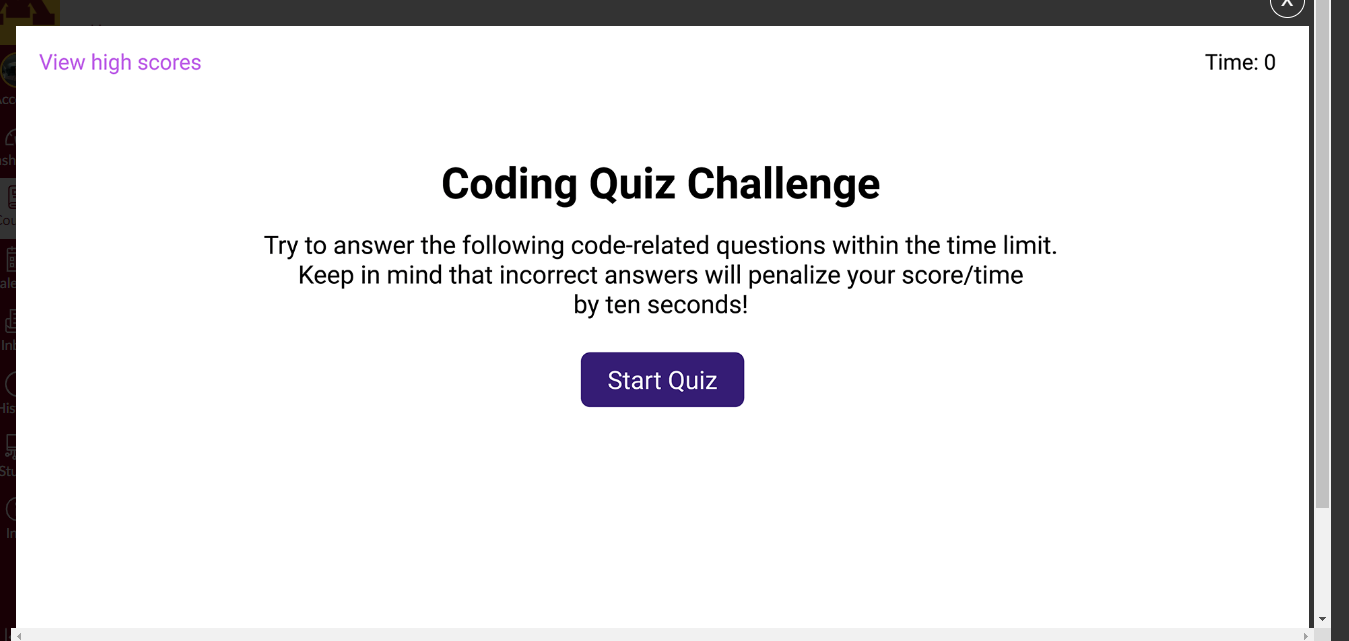 X
View high scores
Time: 0
Coding Quiz Challenge
Try to answer the following code-related questions within the time limit.
Keep in mind that incorrect answers will penalize your score/time
by ten seconds!
Start Quiz